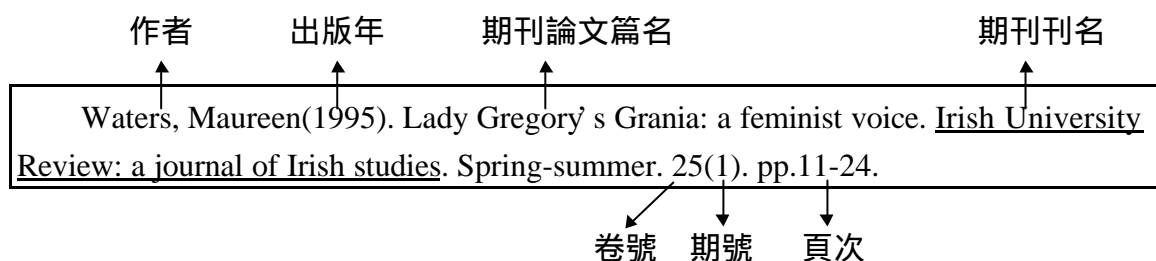 作者 出版年 期刊論文篇名 期刊刊名
Waters, Maureen(1995). Lady Gregory’s Grania: a feminist voice. Irish University
Review: a journal of Irish studies. Spring-summer. 25(1). pp.11-24.
卷號 期號 頁次